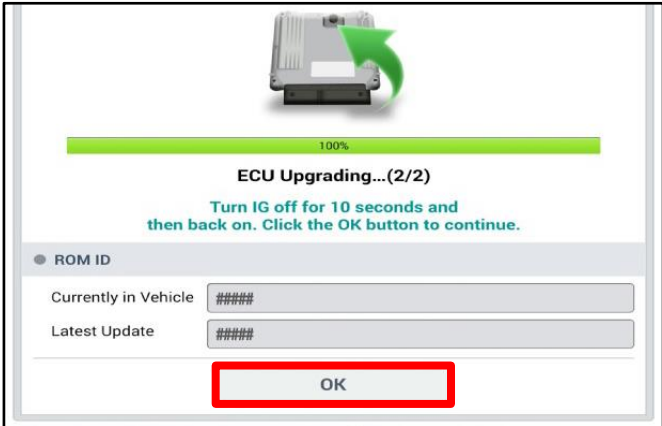 100%
ECU Upgrading...(2/2)
Turn IG off for 10 seconds and
then back on. Click the OK button to continue.
ROM ID
Currently in Vehicle #####
Latest Update #####
OK